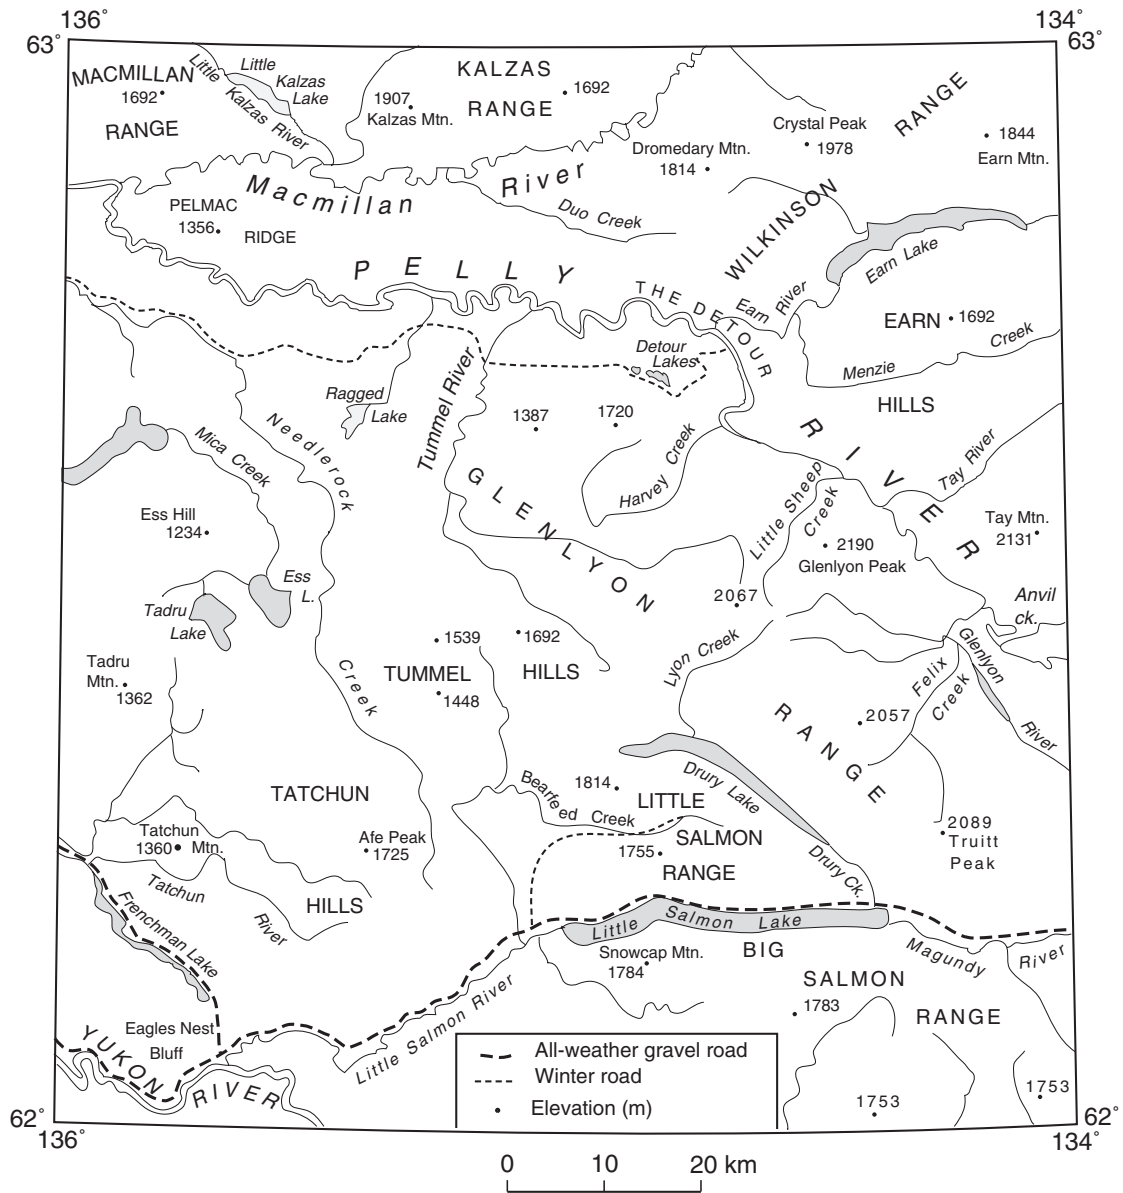 136°
134°
63°
63°
MACMILLAN
1692
RANGE
Little
Kalzas
Lake
Little Kalzas River
KALZAS
RANGE
1692
1907
Kalzas Mtn.
Crystal Peak
1978
RANGE
1844
Earn Mtn.
Dromedary Mtn.
1814
Macmillan River
Duo Creek
PELMAC
1356
RIDGE
WILKINSON
Earn Lake
PELLY
THE DETOUR
Earn River
EARN
1692
HILLS
Menzie Creek
Detour
Lakes
Ragged
Lake
Tummel River
1387
1720
Harvey Creek
RIVER
Tay River
Needlerock
Mica Creek
GLENLYON
Little Sheep
Creek
Ess Hill
1234
Tay Mtn.
2131
2190
Glenlyon Peak
Ess
L.
Tadru
Lake
2067
Anvil
ck.
1539
1692
TUMMEL
HILLS
1448
Lyon Creek
Felix
Creek
Glenlyon
River
Tadru
Mtn.
1362
Creek
RANGE
2057
TATCHUN
Bearfeed Creek
1814
LITTLE
Drury Lake
SALMON
1755
RANGE
2089
Truitt
Peak
Tatchun
1360 Mtn.
Afe Peak
1725
Drury Ck.
Tatchun
River
HILLS
Frenchman Lake
Little Salmon Lake
Snowcap Mtn.
1784
BIG
Magundy River
SALMON
1783
RANGE
Eagles Nest
Bluff
YUKON
RIVER
Little Salmon River
All-weather gravel road
Winter road
Elevation (m)
1753
1753
62°
62°
136°
134°
0 10 20 km